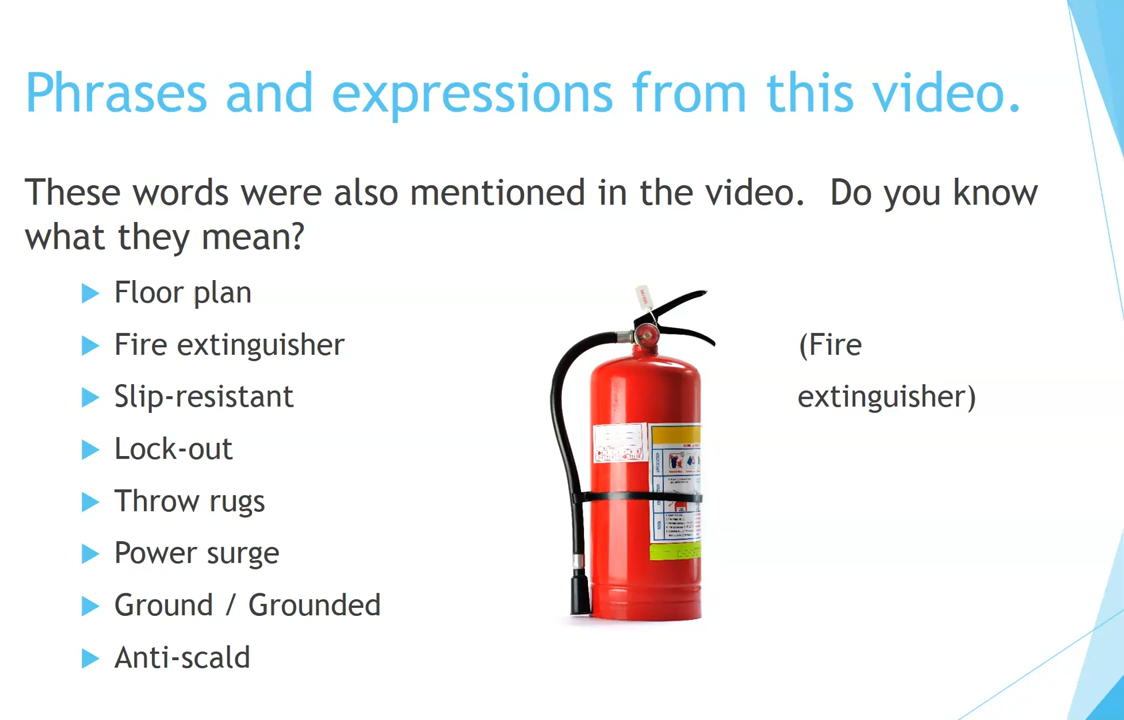 Phrases and expressions from this video.
These words were also mentioned in the video.  Do you know
what they mean?
Floor plan
Fire extinguisher
Slip-resistant
Lock-out
Throw rugs
Power surge
Ground / Grounded
Anti-scald
(Fire
extinguisher)